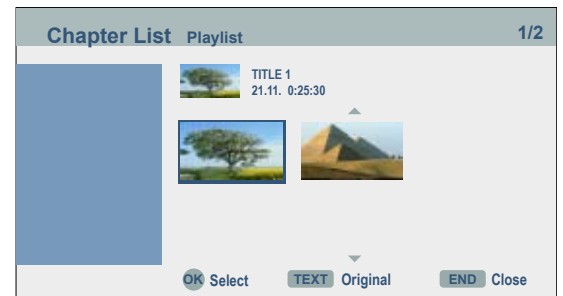 Chapter List Playlist 1/2
TITLE 1
21.11. 0:25:30
OK Select TEXT Original END Close